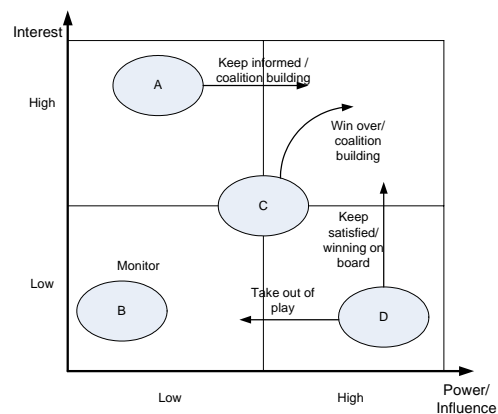 Interest
High
A
Keep informed /
coalition building
Win over/
coalition
building
C
Keep
satisfied/
winning on
board
Low
Monitor
B
Take out of
play
D
Low
High
Power/
Influence